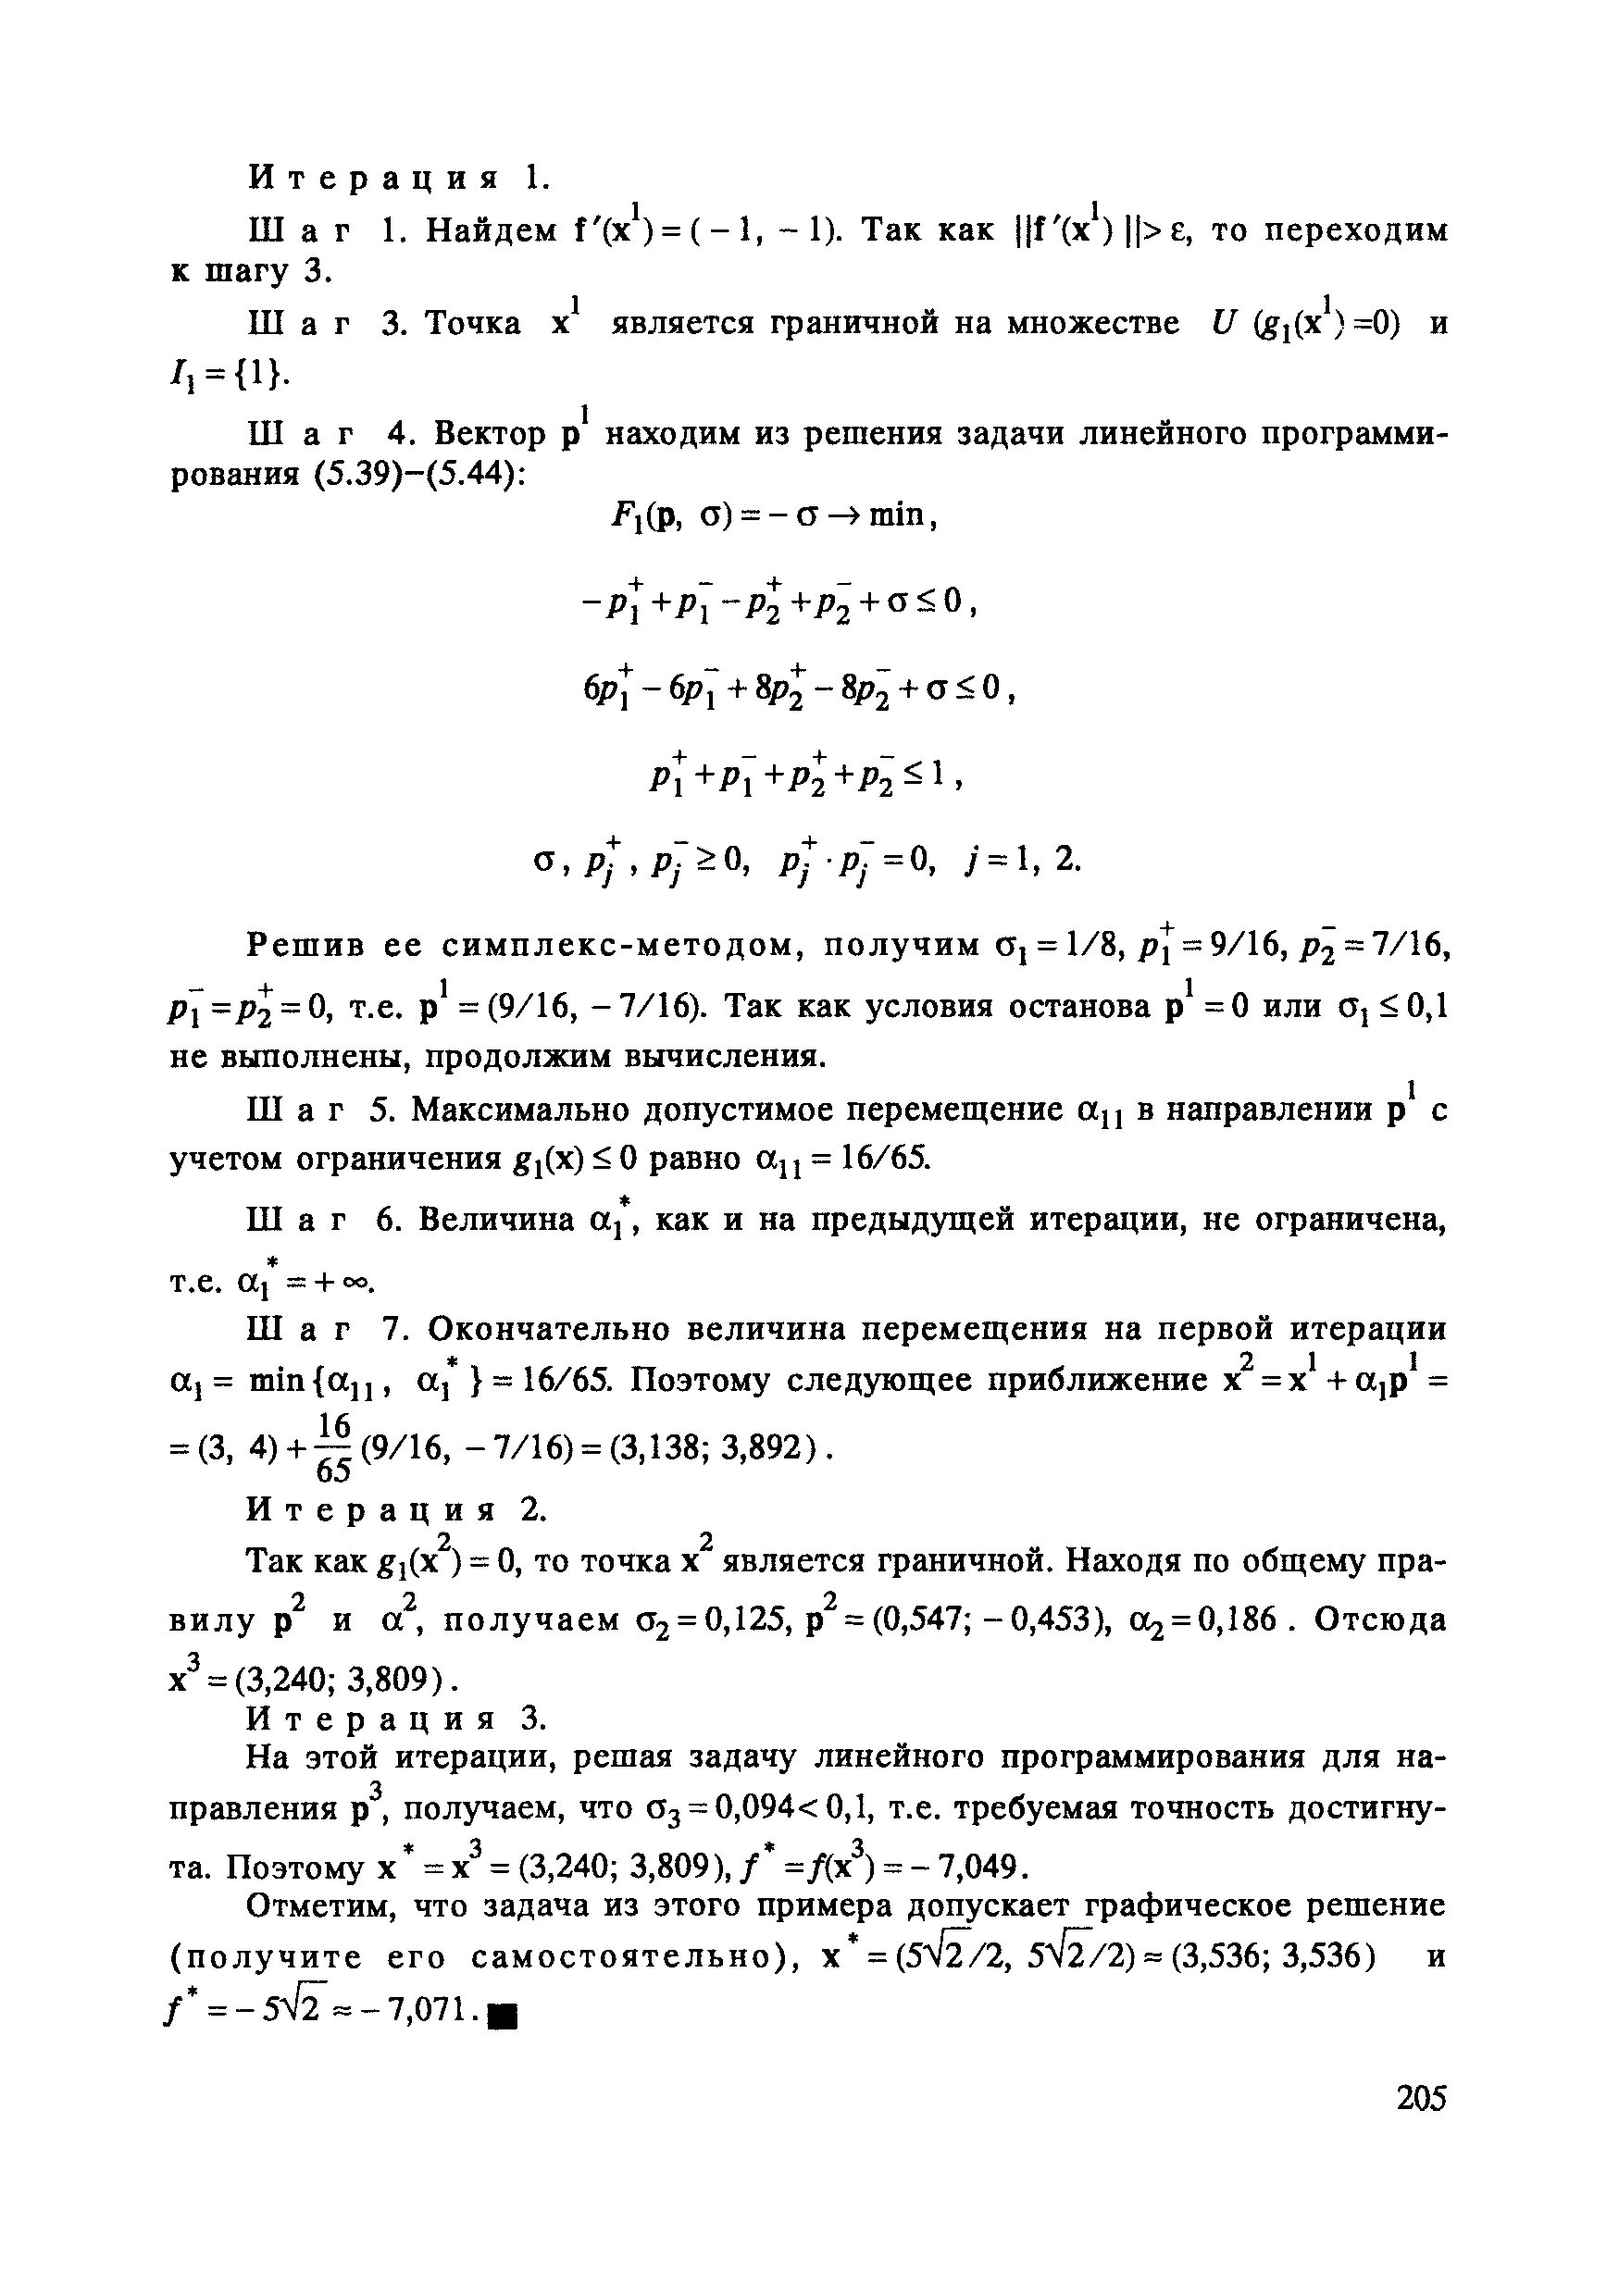 Итерация 1.
Шаг 1. Найдем f′(x¹) = (−1, −1). Так как ||f′(x¹)|| > ε, то переходим
к шагу 3.
Шаг 3. Точка x¹ является граничной на множестве U (g₁(x¹) =0) и
I₁ = {1}.
Шаг 4. Вектор p¹ находим из решения задачи линейного программи-
рования (5.39)–(5.44):
F₁(p, σ) = − σ → min,
−p₁⁺ + p₁⁻ − p₂⁺ + p₂⁻ + σ ≤ 0,
6p₁⁺ − 6p₁⁻ + 8p₂⁺ − 8p₂⁻ + σ ≤ 0,
p₁⁺ + p₁⁻ + p₂⁺ + p₂⁻ ≤ 1,
σ, pⱼ⁺, pⱼ⁻ ≥ 0, pⱼ⁺ · pⱼ⁻ = 0, j = 1, 2.
Решив ее симплекс-методом, получим σ₁ = 1/8, p₁⁺ = 9/16, p₂⁻ = 7/16,
p₁⁻ = p₂⁺ = 0, т.е. p¹ = (9/16, −7/16). Так как условия останова p¹ = 0 или σ₁ ≤ 0,1
не выполнены, продолжим вычисления.
Шаг 5. Максимально допустимое перемещение α₁₁ в направлении p¹ с
учетом ограничения g₁(x) ≤ 0 равно α₁₁ = 16/65.
Шаг 6. Величина α₁*, как и на предыдущей итерации, не ограничена,
т.е. α₁* = + ∞.
Шаг 7. Окончательно величина перемещения на первой итерации
α₁ = min {α₁₁, α₁* } = 16/65. Поэтому следующее приближение x² = x¹ + α₁p¹ =
= (3, 4) + 16/65 (9/16, −7/16) = (3,138; 3,892).
Итерация 2.
Так как g₁(x²) = 0, то точка x² является граничной. Находя по общему пра-
вилу p² и α², получаем σ₂ = 0,125, p² = (0,547; −0,453), α₂ = 0,186. Отсюда
x³ = (3,240; 3,809).
Итерация 3.
На этой итерации, решая задачу линейного программирования для на-
правления p³, получаем, что σ₃ = 0,094 < 0,1, т.е. требуемая точность достигну-
та. Поэтому x* = x³ = (3,240; 3,809), f* = f(x³) = −7,049.
Отметим, что задача из этого примера допускает графическое решение
(получите его самостоятельно), x* = (5√2/2, 5√2/2) ≈ (3,536; 3,536) и
f* = −5√2 ≈ −7,071. ■
205